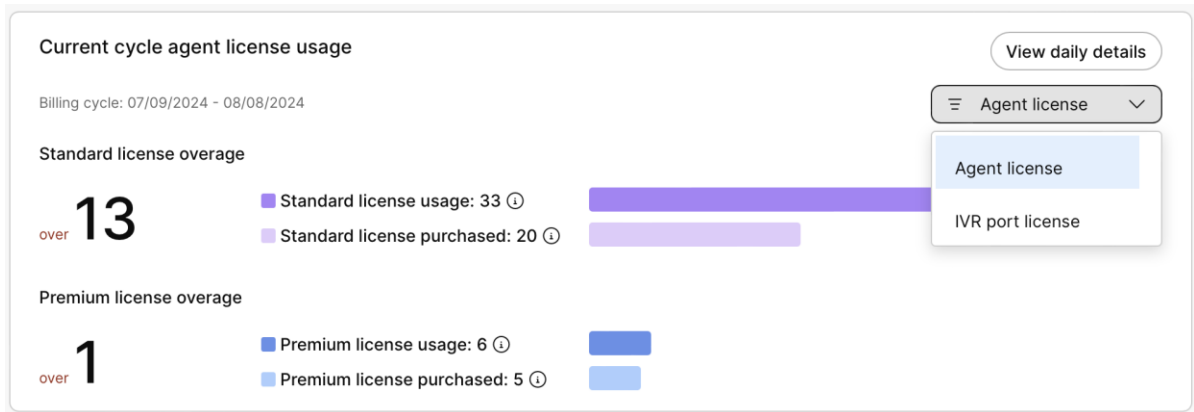 Current cycle agent license usage
View daily details
Billing cycle: 07/09/2024 - 08/08/2024
Agent license
Agent license
IVR port license
Standard license overage
over 13
Standard license usage: 33
Standard license purchased: 20
Premium license overage
over 1
Premium license usage: 6
Premium license purchased: 5